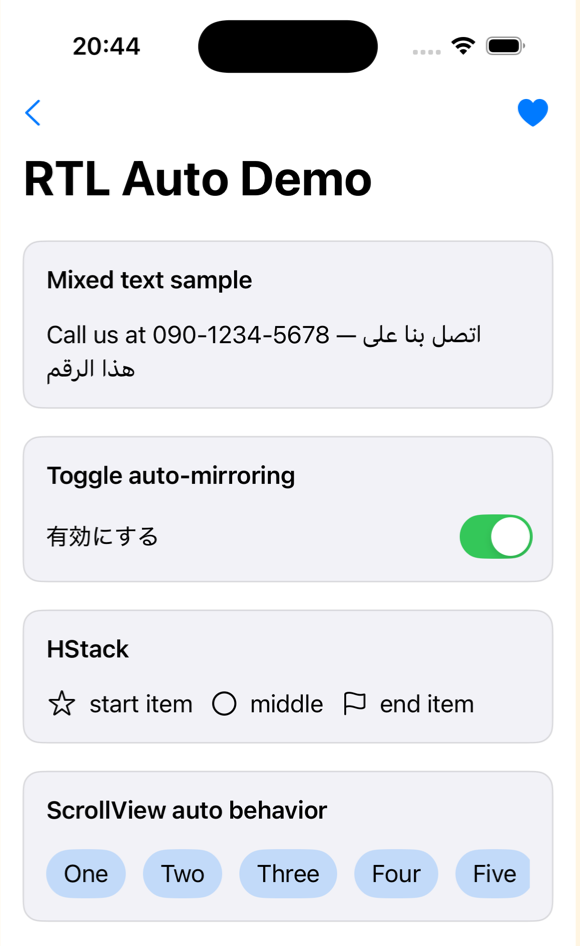 20:44
RTL Auto Demo
Mixed text sample
Call us at 090-1234-5678 — اتصل بنا على
هذا الرقم
Toggle auto-mirroring
有効にする
HStack
start item middle end item
ScrollView auto behavior
One Two Three Four Five